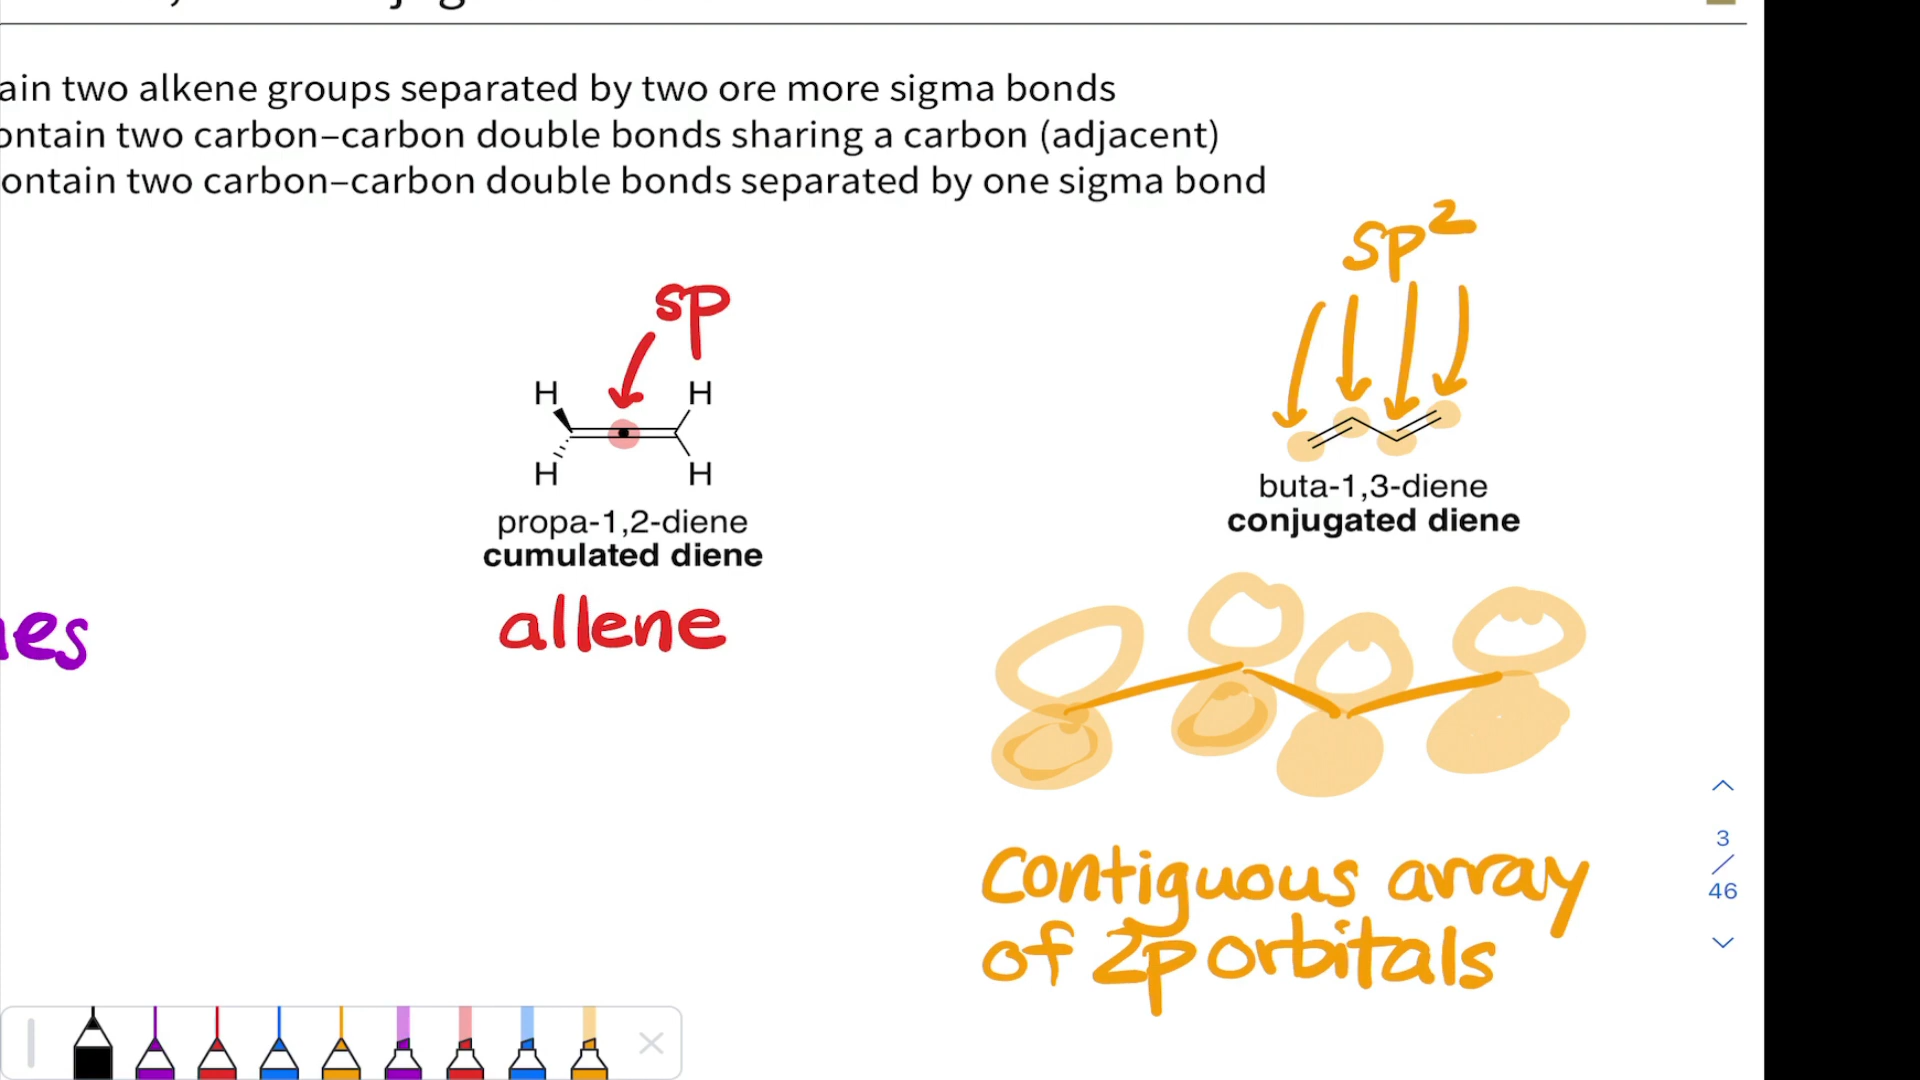 ain two alkene groups separated by two ore more sigma bonds
ontain two carbon–carbon double bonds sharing a carbon (adjacent)
ontain two carbon–carbon double bonds separated by one sigma bond
sp²
sp
H H
H H
buta-1,3-diene
conjugated diene
propa-1,2-diene
cumulated diene
allene
es
Contiguous array
of 2p orbitals
3
/
46